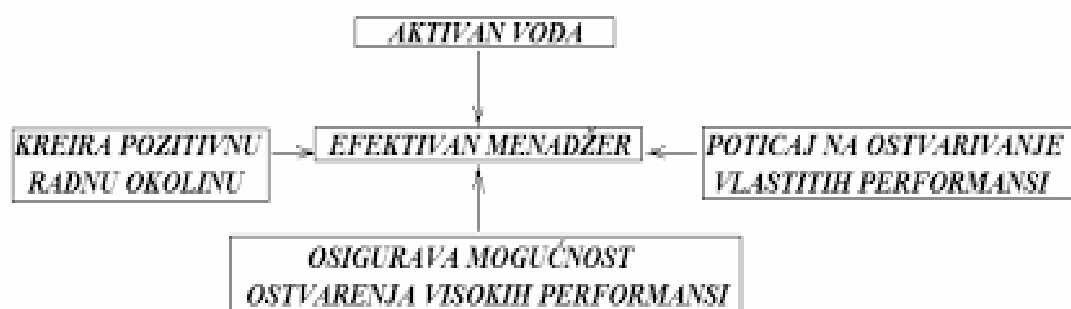 AKTIVAN VOĐA
KREIRA POZITIVNU
RADNU OKOLINU
EFEKTIVAN MENADŽER
POTICAJ NA OSTVARIVANJE
VLASTITIH PERFORMANSI
OSIGURAVA MOGUĆNOST
OSTVARENJA VISOKIH PERFORMANSI